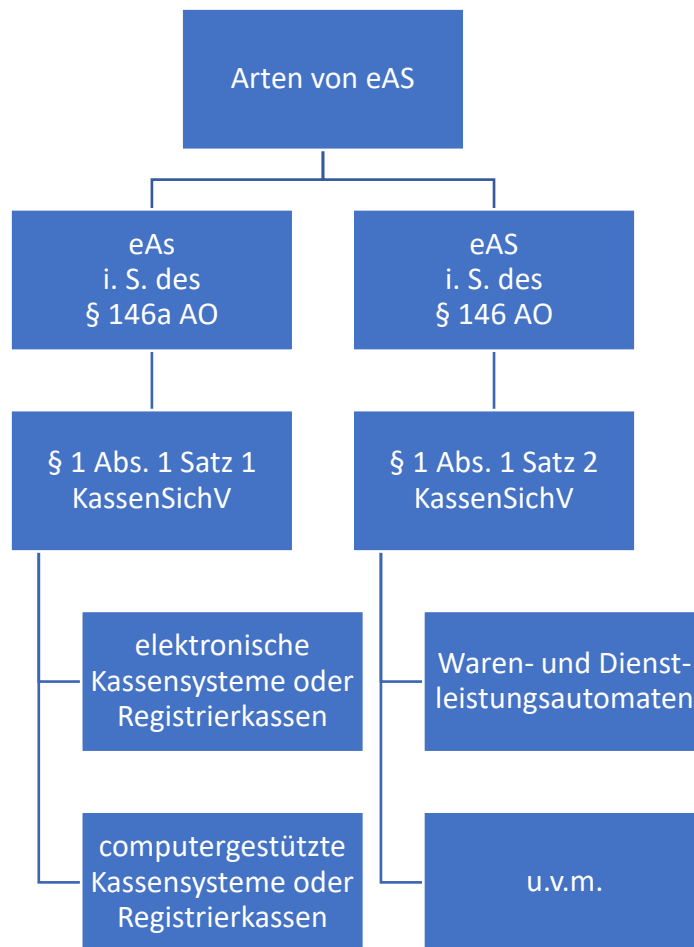 Arten von eAS
eAs
i. S. des
§ 146a AO
eAS
i. S. des
§ 146 AO
§ 1 Abs. 1 Satz 1
KassenSichV
§ 1 Abs. 1 Satz 2
KassenSichV
elektronische
Kassensysteme oder
Registrierkassen
Waren- und Dienst-
leistungsautomaten
computergestützte
Kassensysteme oder
Registrierkassen
u.v.m.